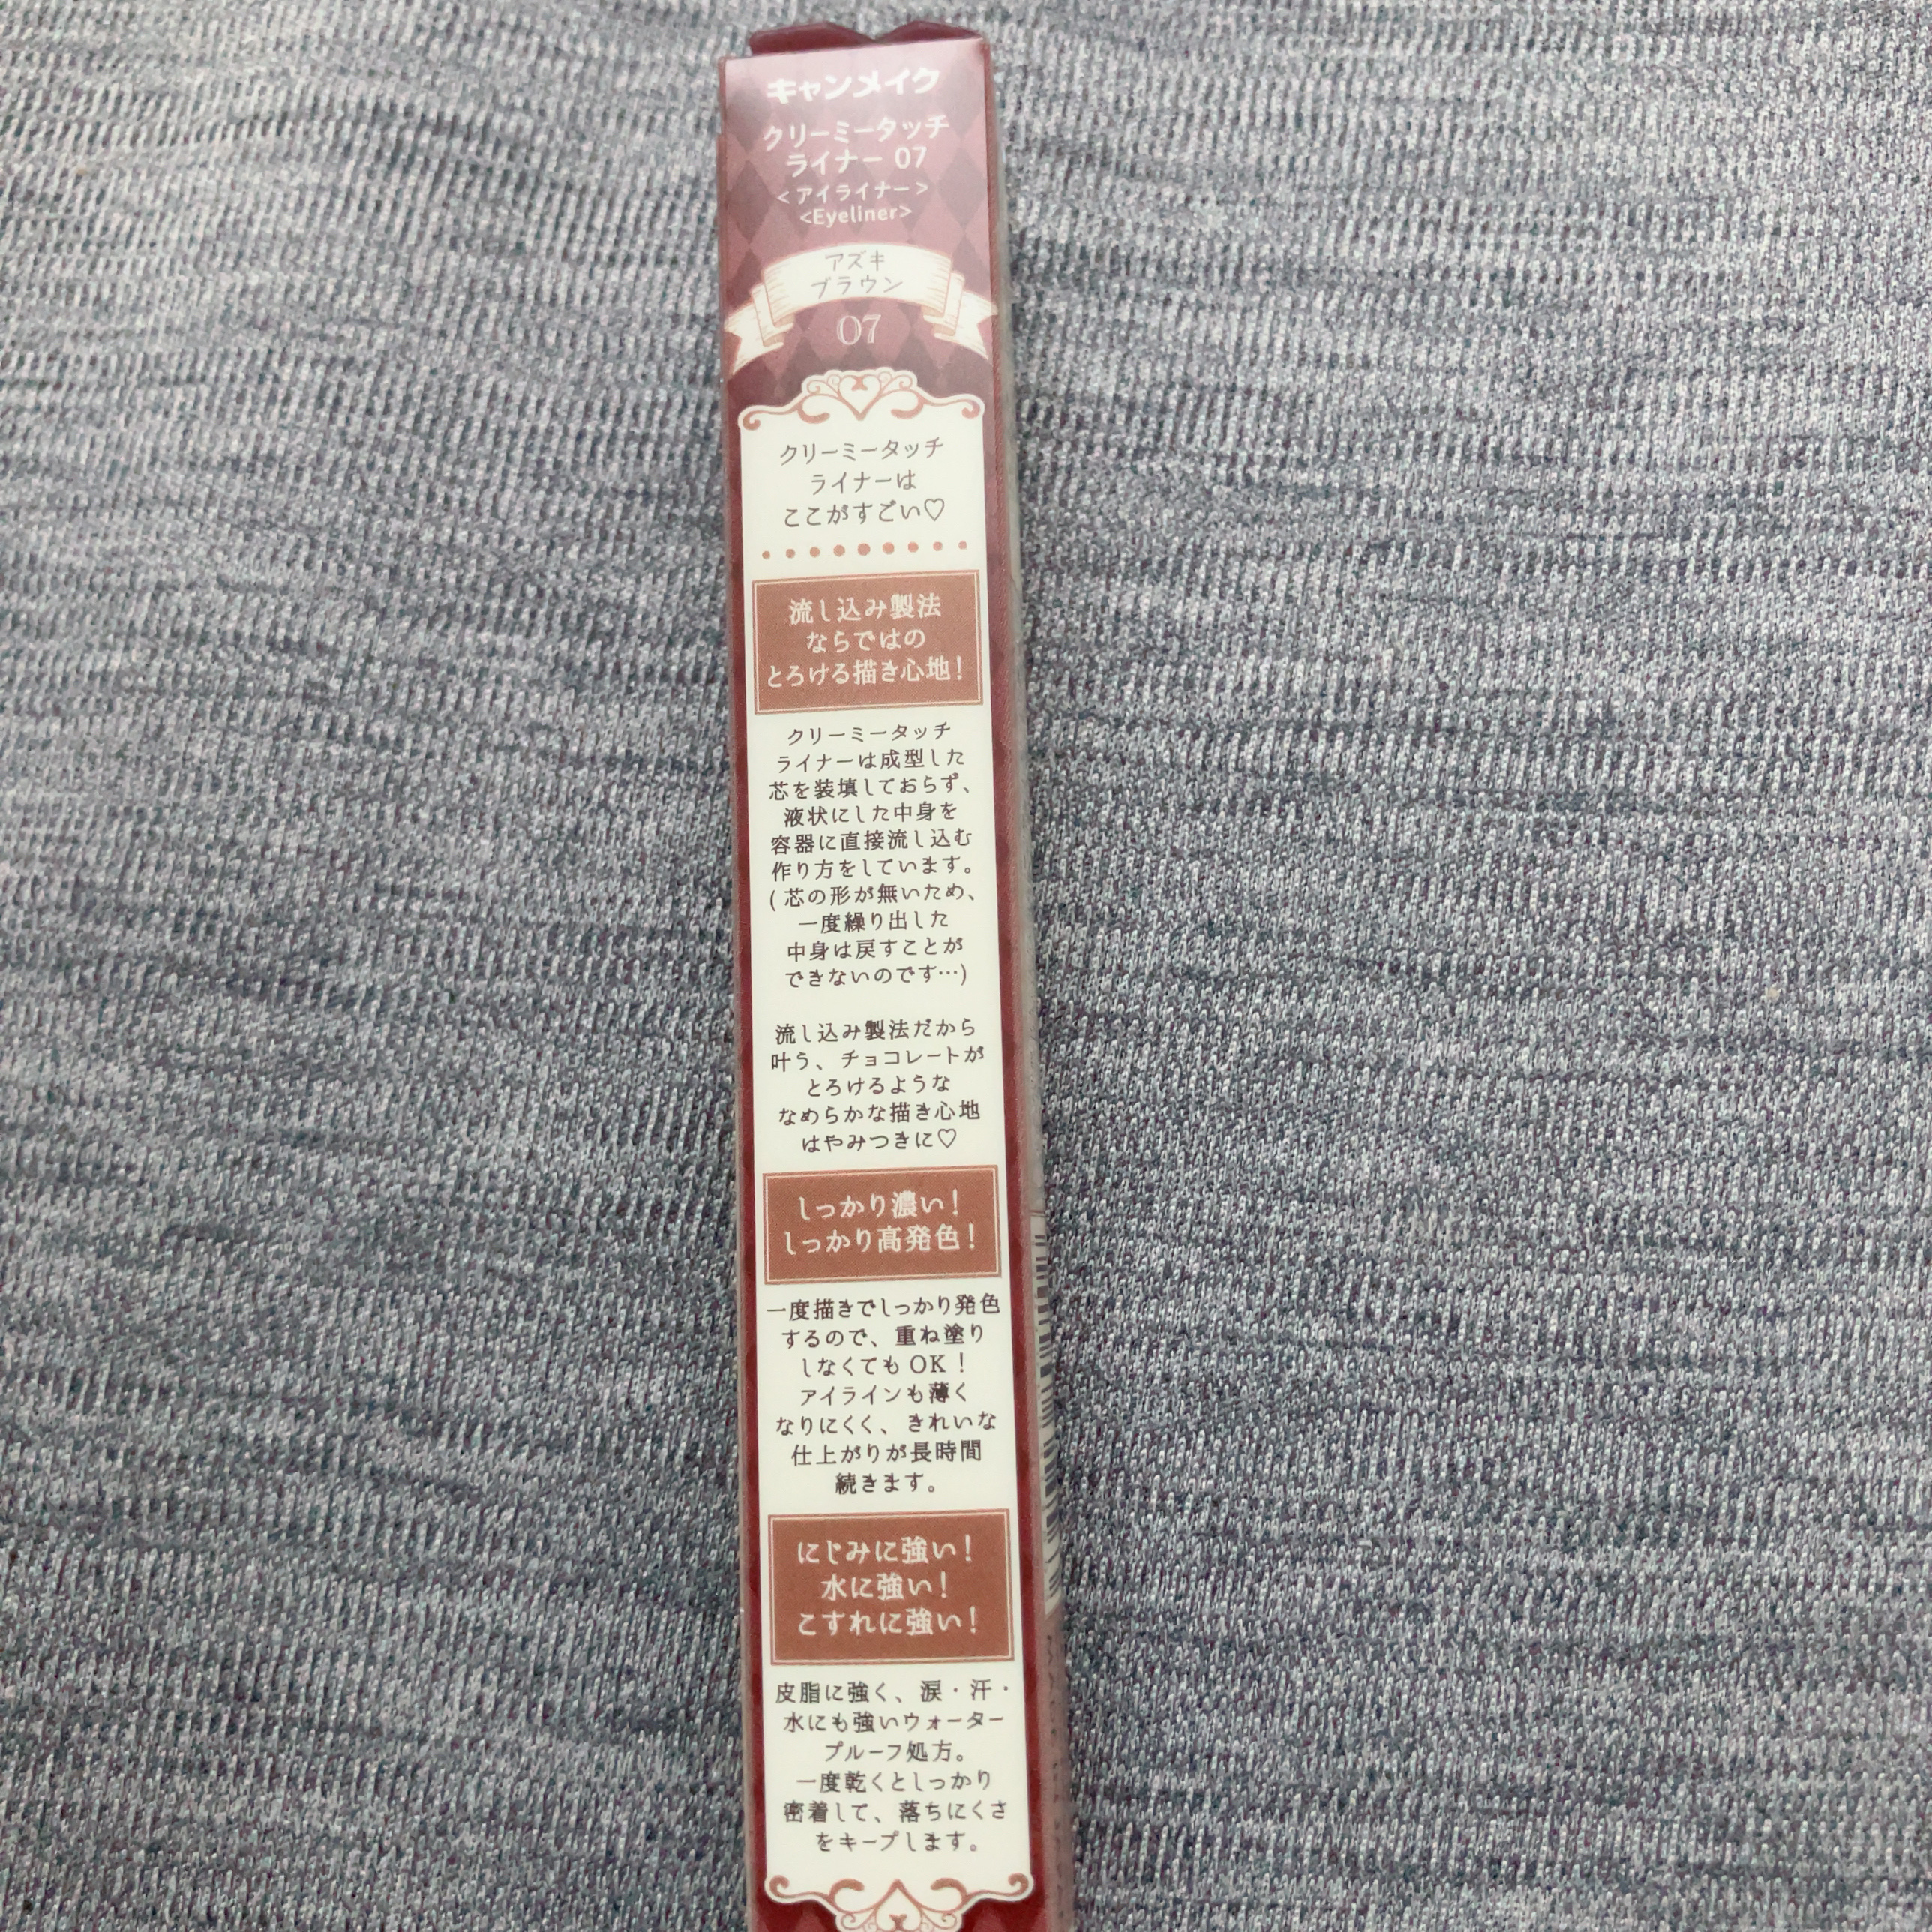 キャンメイク
クリーミータッチ
ライナー 07
<アイライナー>
<Eyeliner>
アズキ
ブラウン
07
クリーミータッチ
ライナーは
ここがすごい♡
流し込み製法
ならではの
とろける描き心地!
クリーミータッチ
ライナーは成型した
芯を装填しておらず、
液状にした中身を
容器に直接流し込む
作り方をしています。
(芯の形が無いため、
一度繰り出した
中身は戻すことが
できないのです…)
流し込み製法だから
叶う、チョコレートが
とろけるような
なめらかな描き心地
はやみつきに♡
しっかり濃い!
しっかり高発色!
一度描きでしっかり発色
するので、重ね塗り
しなくてもOK!
アイラインも薄く
なりにくく、きれいな
仕上がりが長時間
続きます。
にじみに強い!
水に強い!
こすれに強い!
皮脂に強く、涙・汗・
水にも強いウォーター
プルーフ処方。
一度乾くとしっかり
密着して、落ちにくさ
をキープします。